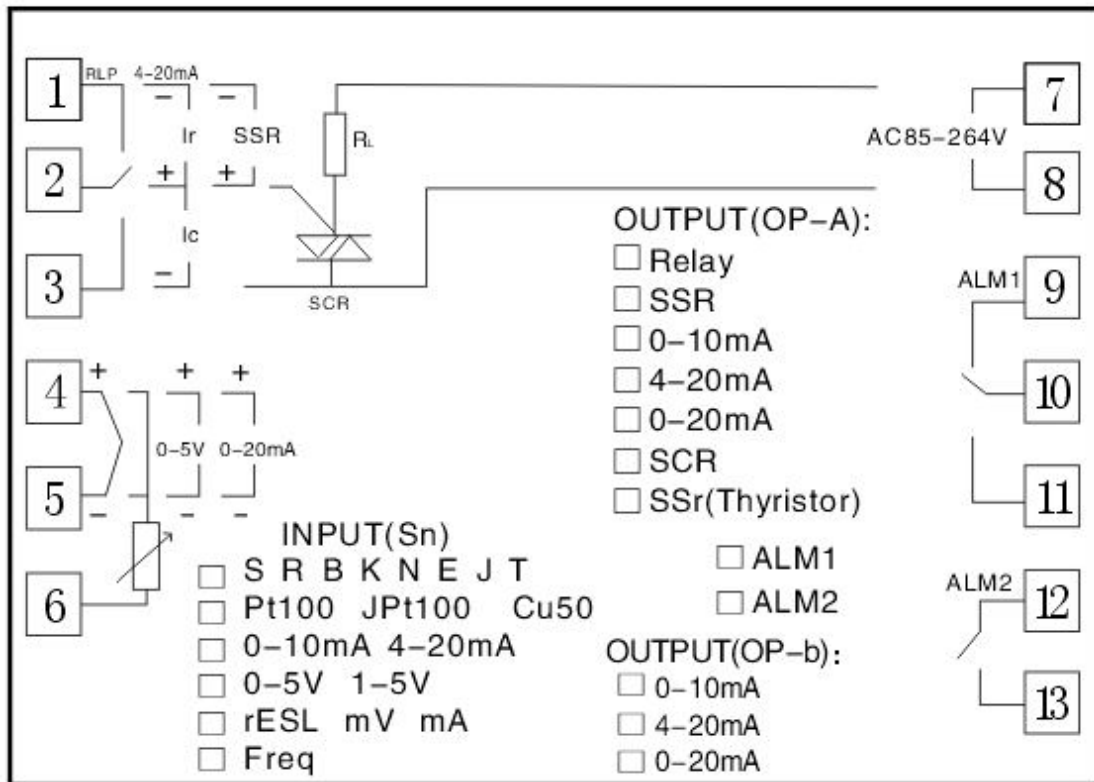 1
RLP 4-20mA
- -
Ir SSR
2
+ +
Ic
3
-
RL
SCR
7
AC85-264V
8
OUTPUT(OP-A):
Relay
SSR
0-10mA
4-20mA
0-20mA
SCR
SSr(Thyristor)
ALM1
ALM2
ALM1
9
10
11
4
+ + +
0-5V 0-20mA
5
- - -
6
INPUT(Sn)
S R B K N E J T
Pt100 JPt100 Cu50
0-10mA 4-20mA
0-5V 1-5V
rESL mV mA
Freq
OUTPUT(OP-b):
0-10mA
4-20mA
0-20mA
ALM2
12
13